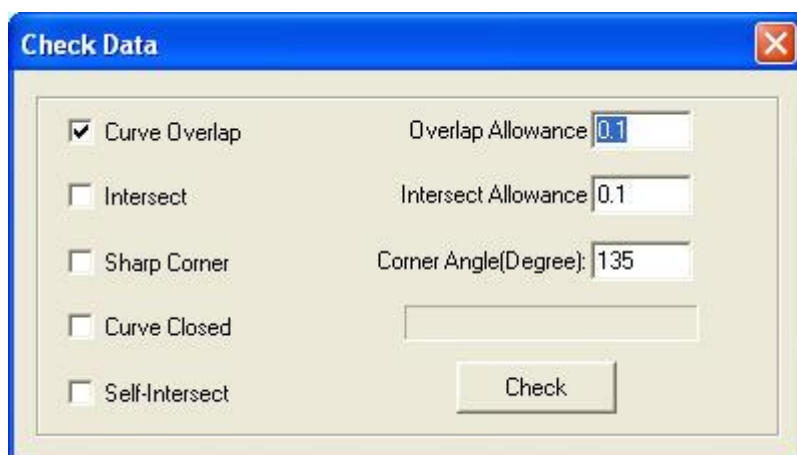 Check Data
Curve Overlap Overlap Allowance 0.1
Intersect Intersect Allowance 0.1
Sharp Corner Corner Angle(Degree): 135
Curve Closed
Self-Intersect Check